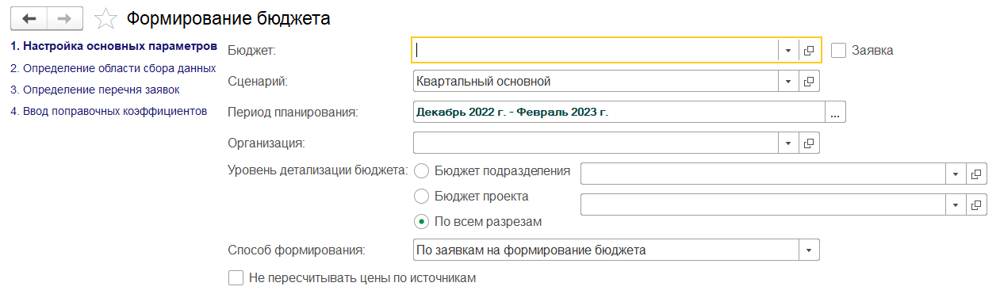 Формирование бюджета
1. Настройка основных параметров
2. Определение области сбора данных
3. Определение перечня заявок
4. Ввод поправочных коэффициентов
Бюджет: Заявка
Сценарий: Квартальный основной
Период планирования: Декабрь 2022 г. - Февраль 2023 г. ...
Организация:
Уровень детализации бюджета: Бюджет подразделения
Бюджет проекта
По всем разрезам
Способ формирования: По заявкам на формирование бюджета
Не пересчитывать цены по источникам